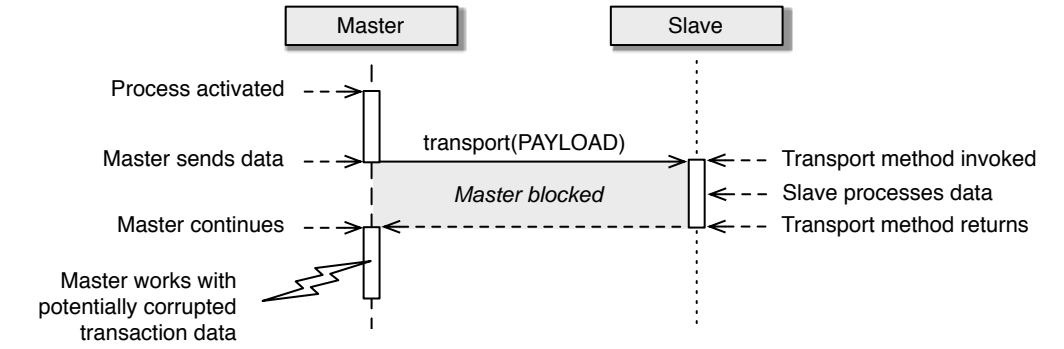 Master
Slave
Process activated
transport(PAYLOAD)
Master sends data
Transport method invoked
Master blocked
Slave processes data
Master continues
Transport method returns
Master works with
potentially corrupted
transaction data